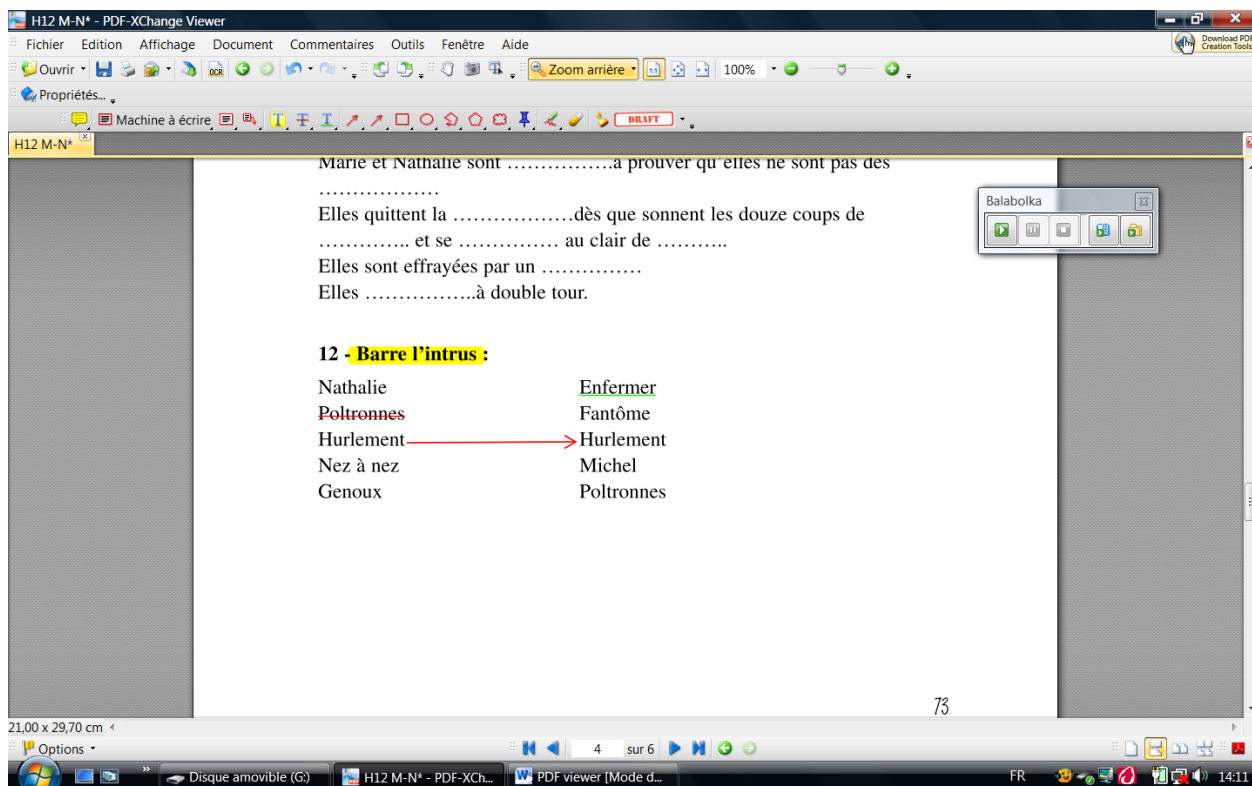 H12 M-N* - PDF-XChange Viewer
Fichier Edition Affichage Document Commentaires Outils Fenêtre Aide
Download PDF
Creation Tools
Ouvrir OCR Zoom arrière 1:1 100%
Propriétés...
Machine à écrire T T T DRAFT
H12 M-N*
Marie et Nathalie sont …………….à prouver qu'elles ne sont pas des
………………
Elles quittent la ………………dès que sonnent les douze coups de
………….. et se …………… au clair de ………..
Elles sont effrayées par un ……………
Elles ……………..à double tour.
Balabolka
12 - Barre l'intrus :
Nathalie Enfermer
Poltronnes Fantôme
Hurlement Hurlement
Nez à nez Michel
Genoux Poltronnes
73
21,00 x 29,70 cm
Options 4 sur 6
Disque amovible (G:) H12 M-N* - PDF-XCh... PDF viewer [Mode d... FR 14:11